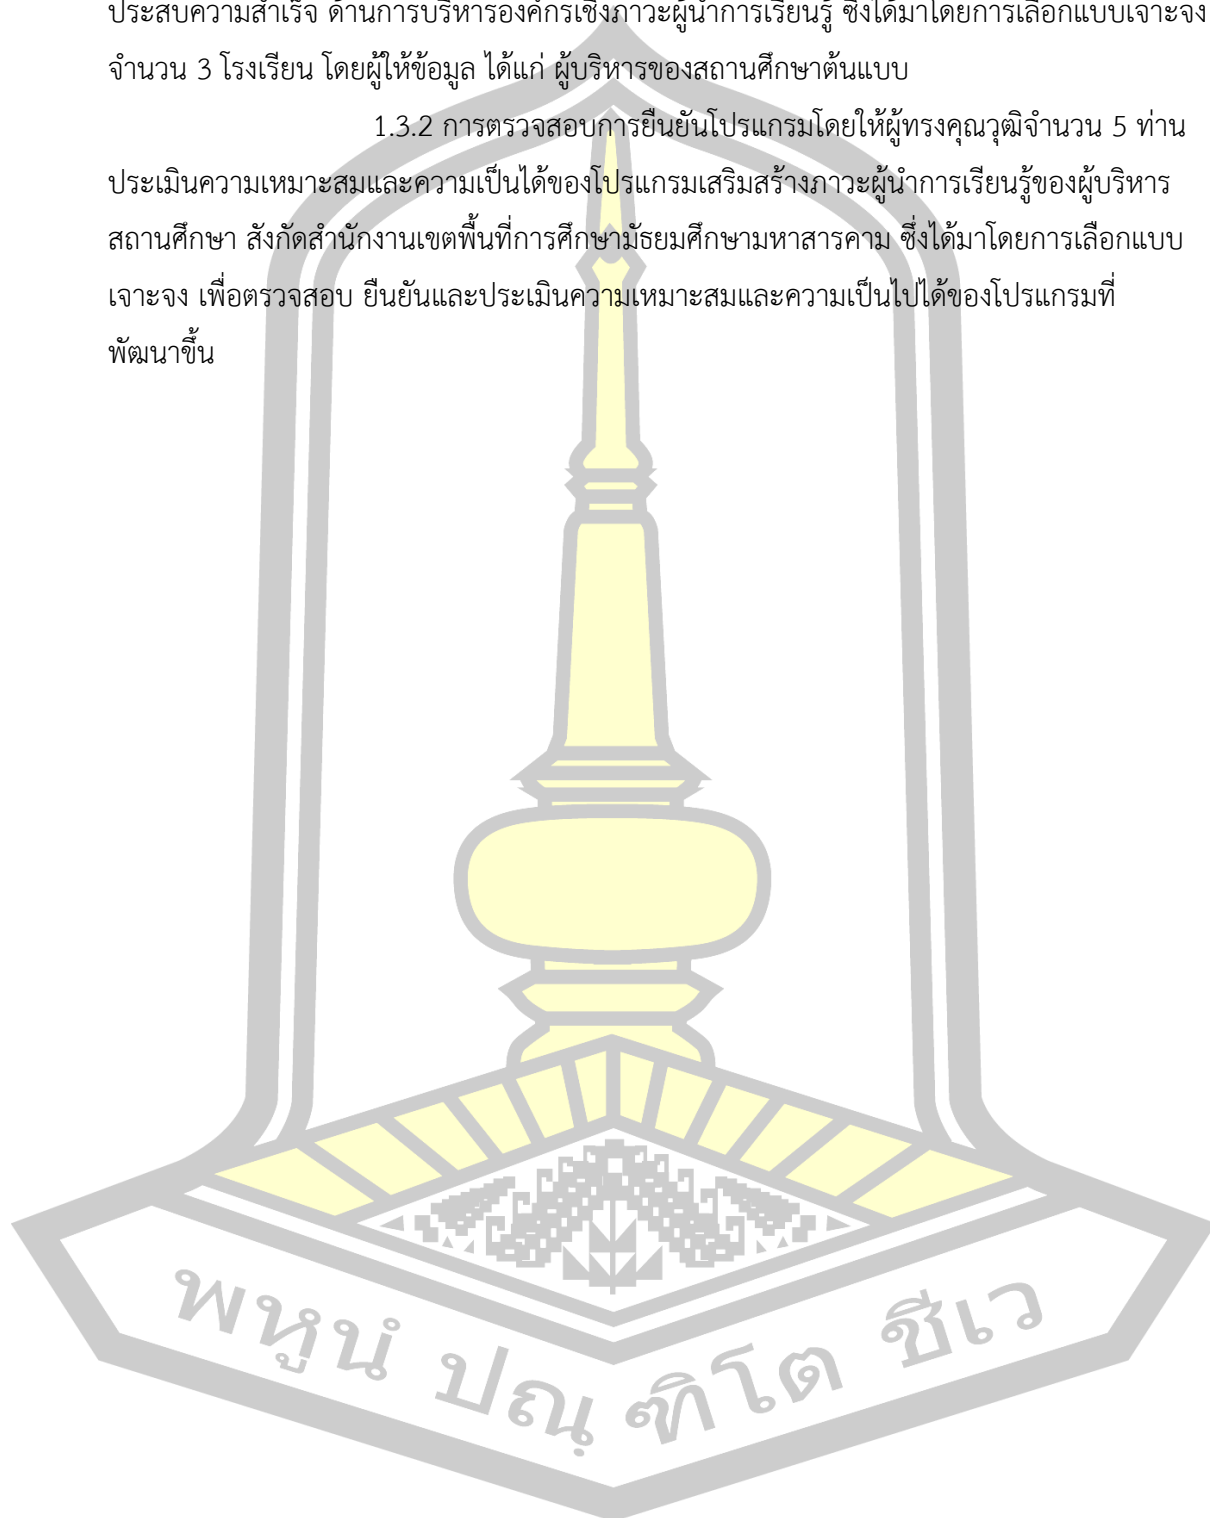 ประสบความสำเร็จ ด้านการบริหารองค์กรเชิงภาวะผู้นำการเรียนรู้ ซึ่งได้มาโดยการเลือกแบบเจาะจง
จำนวน 3 โรงเรียน โดยผู้ให้ข้อมูล ได้แก่ ผู้บริหารของสถานศึกษาต้นแบบ
1.3.2 การตรวจสอบการยืนยันโปรแกรมโดยให้ผู้ทรงคุณวุฒิจำนวน 5 ท่าน
ประเมินความเหมาะสมและความเป็นได้ของโปรแกรมเสริมสร้างภาวะผู้นำการเรียนรู้ของผู้บริหาร
สถานศึกษา สังกัดสำนักงานเขตพื้นที่การศึกษามัธยมศึกษามหาสารคาม ซึ่งได้มาโดยการเลือกแบบ
เจาะจง เพื่อตรวจสอบ ยืนยันและประเมินความเหมาะสมและความเป็นไปได้ของโปรแกรมที่
พัฒนาขึ้น
พหูนํ ปณฺฑิโต ชีเว